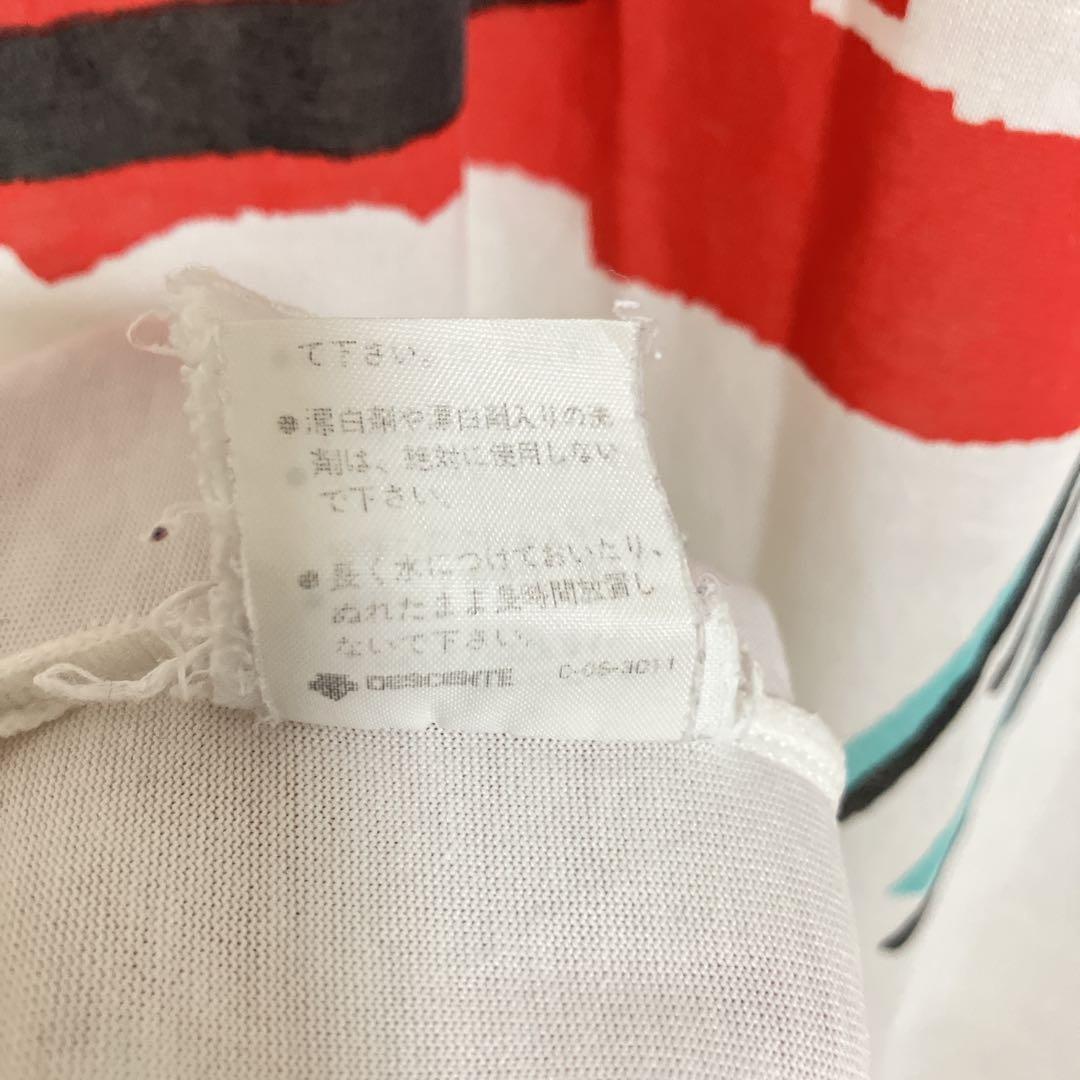 て下さい。
●漂白剤や漂白剤入りの洗
剤は、絶対に使用しない
で下さい。
●長く水につけておいたり、
ぬれたまま長時間放置し
ないで下さい。
DESCENTE